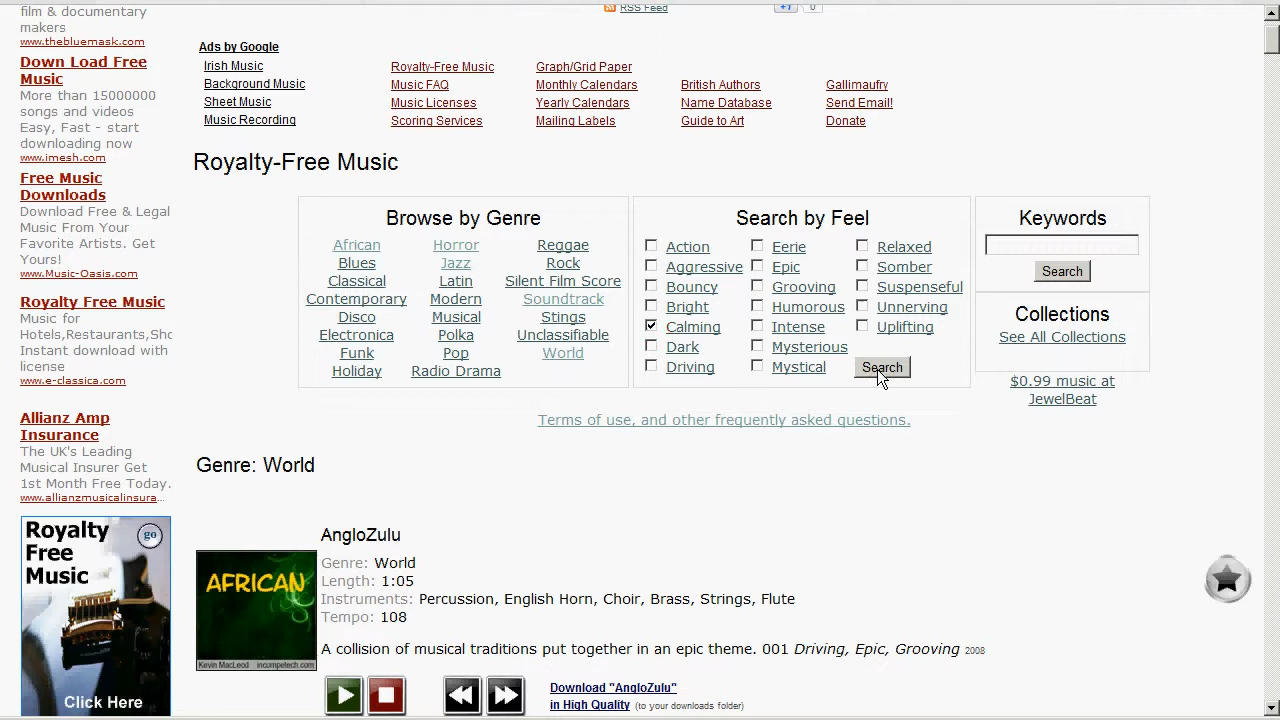 film & documentary
makers
www.thebluemask.com
Down Load Free
Music
More than 15000000
songs and videos
Easy, Fast - start
downloading now
www.imesh.com
Free Music
Downloads
Download Free & Legal
Music From Your
Favorite Artists. Get
Yours!
www.Music-Oasis.com
Royalty Free Music
Music for
Hotels,Restaurants,Shc
Instant download with
license
www.e-classica.com
Allianz Amp
Insurance
The UK's Leading
Musical Insurer Get
1st Month Free Today.
www.allianzmusicalinsura...
Royalty go
Free
Music
Click Here
RSS Feed +1 0
Ads by Google
Irish Music
Background Music
Sheet Music
Music Recording
Royalty-Free Music
Music FAQ
Music Licenses
Scoring Services
Graph/Grid Paper
Monthly Calendars
Yearly Calendars
Mailing Labels
British Authors
Name Database
Guide to Art
Gallimaufry
Send Email!
Donate
Royalty-Free Music
Browse by Genre
African Horror Reggae
Blues Jazz Rock
Classical Latin Silent Film Score
Contemporary Modern Soundtrack
Disco Musical Stings
Electronica Polka Unclassifiable
Funk Pop World
Holiday Radio Drama
Search by Feel
Action Eerie Relaxed
Aggressive Epic Somber
Bouncy Grooving Suspenseful
Bright Humorous Unnerving
Calming Intense Uplifting
Dark Mysterious
Driving Mystical Search
Keywords
Search
Collections
See All Collections
$0.99 music at
JewelBeat
Terms of use, and other frequently asked questions.
Genre: World
AngloZulu
AFRICAN
Kevin MacLeod incompetech.com
Genre: World
Length: 1:05
Instruments: Percussion, English Horn, Choir, Brass, Strings, Flute
Tempo: 108
A collision of musical traditions put together in an epic theme. 001 Driving, Epic, Grooving 2008
Download "AngloZulu"
in High Quality (to your downloads folder)